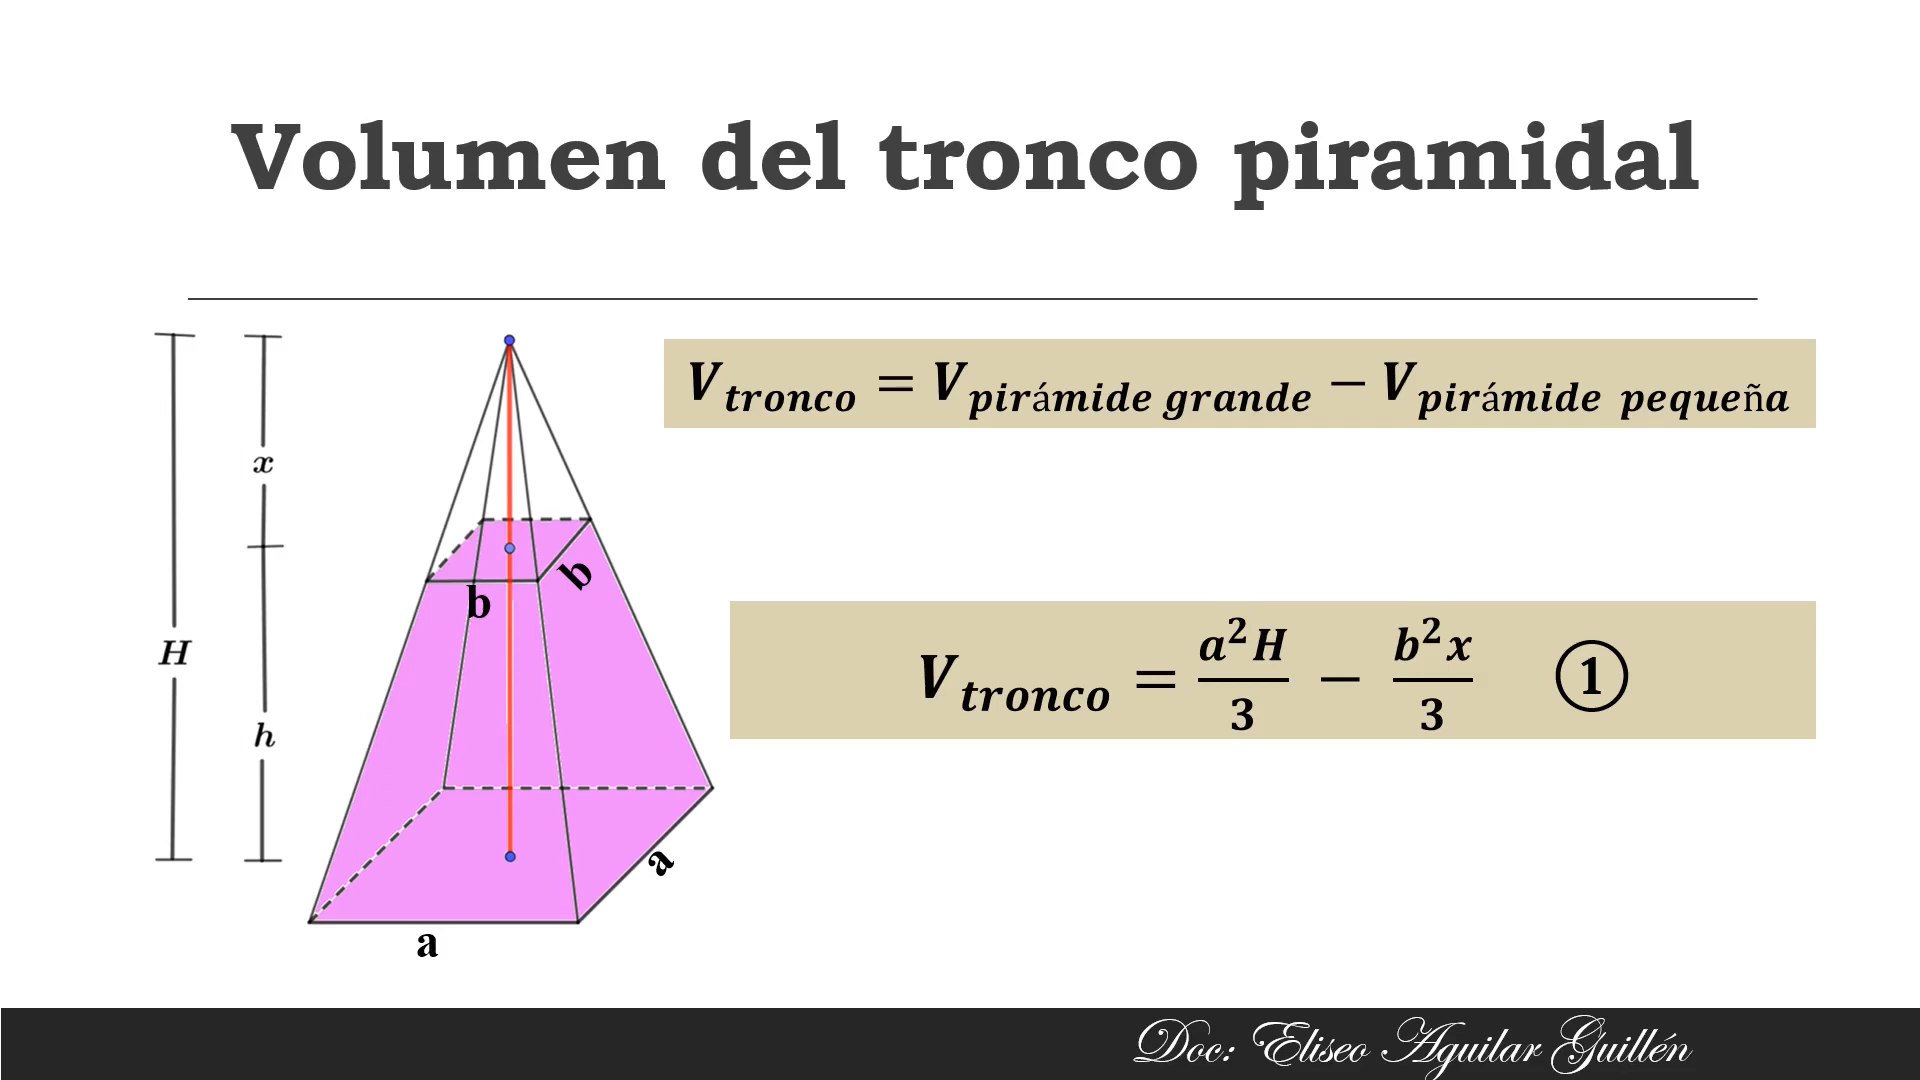 Volumen del tronco piramidal
V_tronco = V_pirámide grande − V_pirámide pequeña
x
b
b
V_tronco = a²H/3 − b²x/3 ①
H
h
a
a
Doc: Eliseo Aguilar Guillén